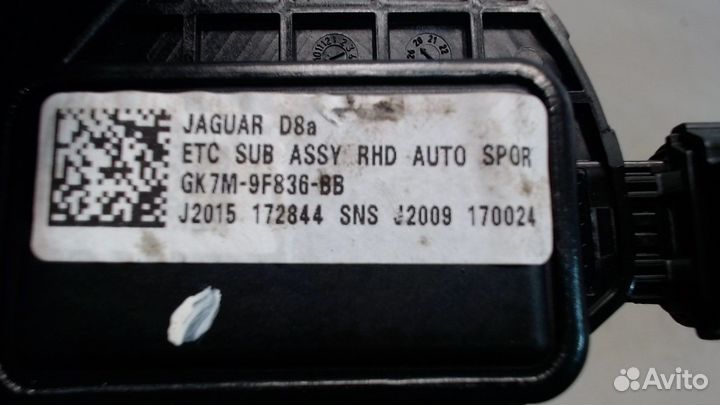 JAGUAR D8a
ETC SUB ASSY RHD AUTO SPOR
GK7M-9F836-BB
J2015 172844 SNS J2009 170024
Avito